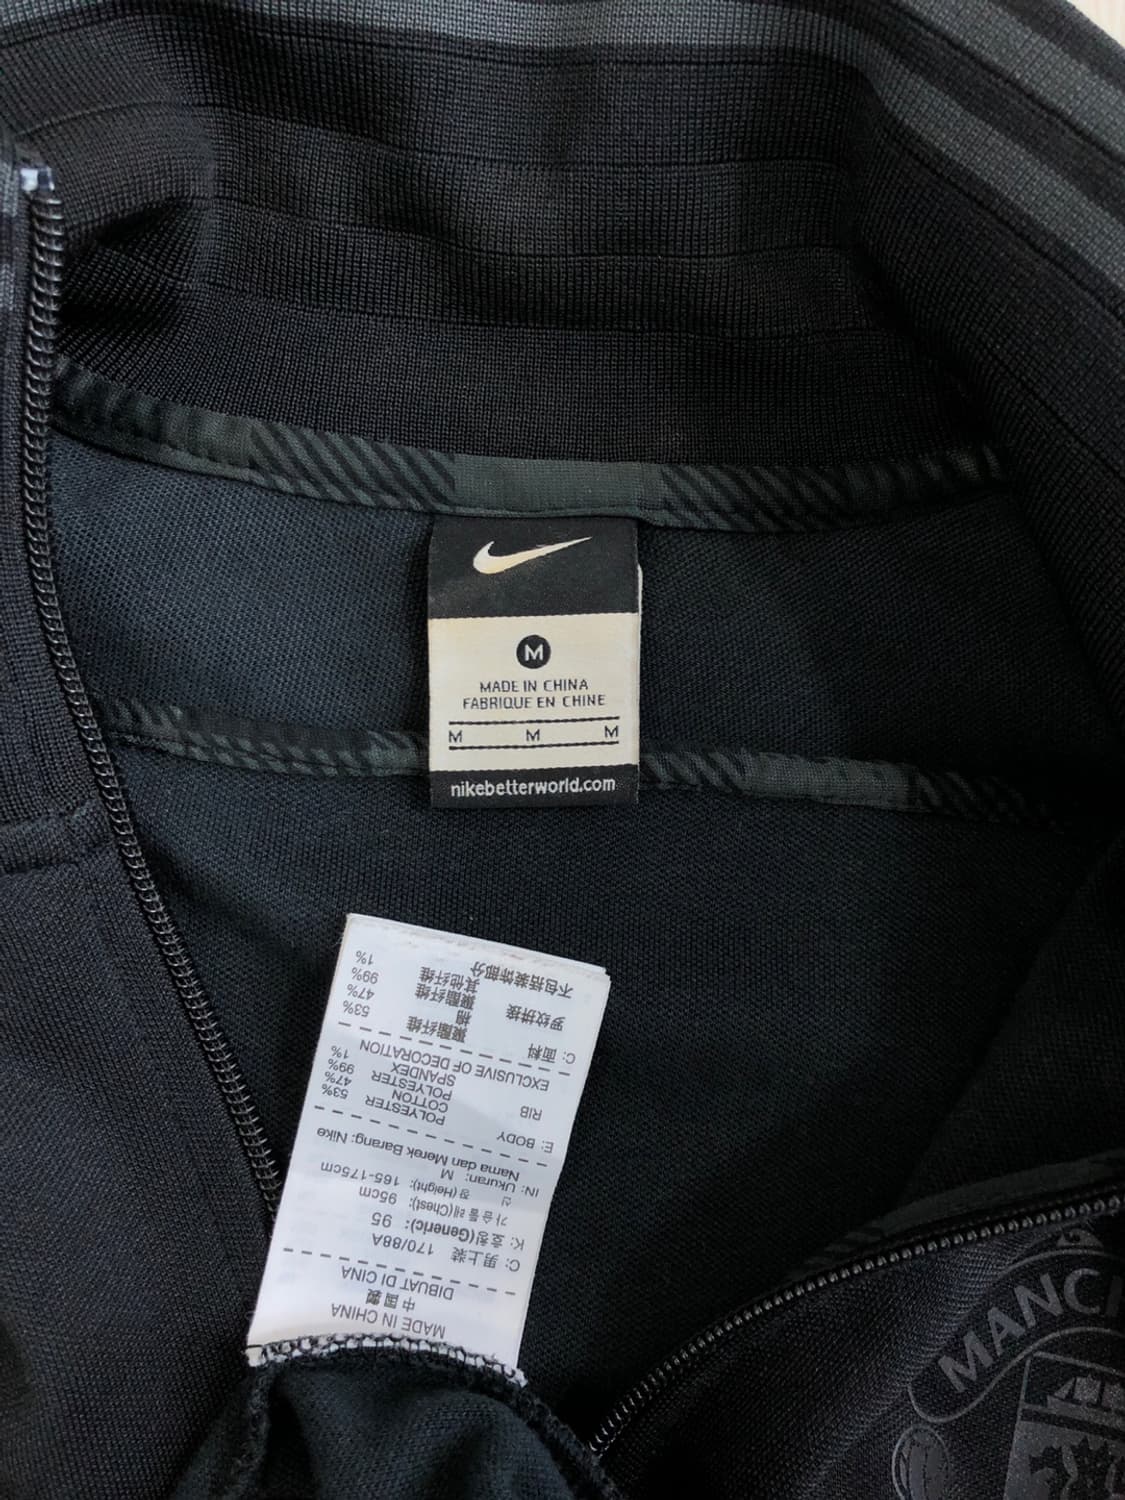 M
MADE IN CHINA
FABRIQUE EN CHINE
M M M
nikebetterworld.com
MADE IN CHINA
中国製
DIBUAT DI CINA
C: 男上装 170/88A
K: 호칭(Generic): 95
가슴둘레(Chest): 95cm
신장(Height): 165-175cm
IN: Ukuran: M
Nama dan Merek Barang: Nike
E: BODY POLYESTER 53%
COTTON 47%
RIB POLYESTER 99%
SPANDEX 1%
EXCLUSIVE OF DECORATION
C: 面料 聚酯纤维 53%
棉 47%
罗纹拼接 聚酯纤维 99%
其他纤维 1%
不包括装饰部分